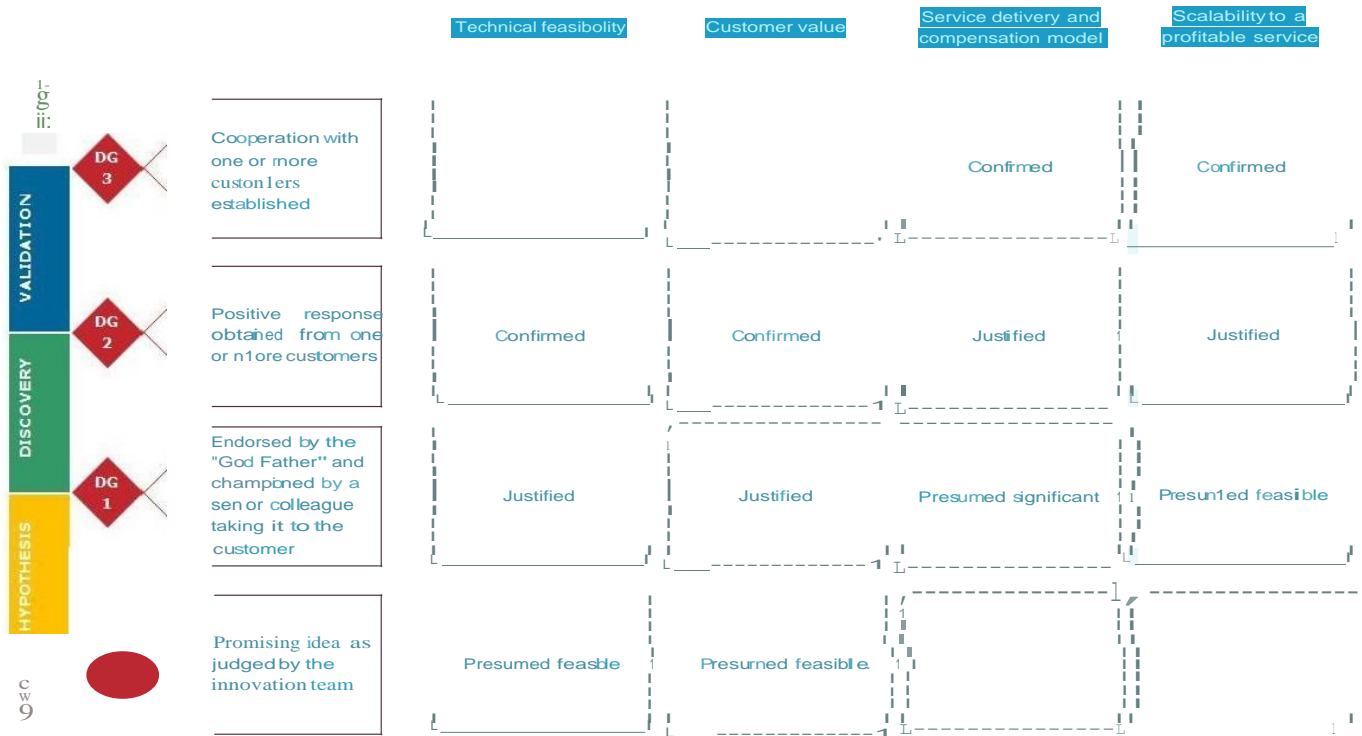 Technical feasibolity
Customer value
Service detivery and
compensation model
Scalability to a
profitable service
1-
g
ii:
DG
3
Cooperation with
one or more
custon1ers
established
Confirmed
Confirmed
VALIDATION
DG
2
Positive response
obtained from one
or n1ore customers
Confirmed
Confirmed
Justified
Justified
DISCOVERY
DG
1
Endorsed by the
"God Father" and
championed by a
sen or colleague
taking it to the
customer
Justified
Justified
Presumed significant
Presun1ed feasible
HYPOTHESIS
Promising idea as
judged by the
innovation team
Presumed feasble
Presurned feasible.
c
w
9